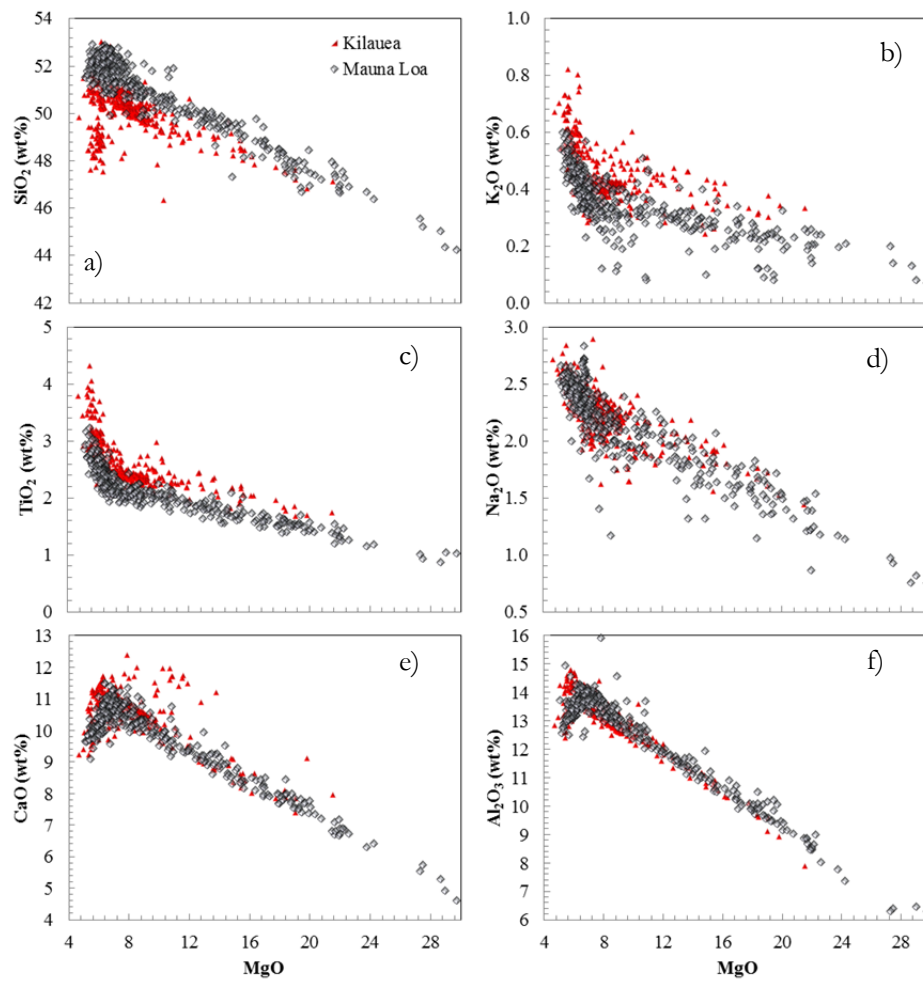 54
52
50
48
46
44
42
SiO₂ (wt%)
Kilauea
Mauna Loa
a)
1.0
0.8
0.6
0.4
0.2
0.0
K₂O (wt%)
b)
5
4
3
2
1
0
TiO₂ (wt%)
c)
3.0
2.5
2.0
1.5
1.0
0.5
Na₂O (wt%)
d)
13
12
11
10
9
8
7
6
5
4
CaO (wt%)
e)
4 8 12 16 20 24 28
MgO
16
15
14
13
12
11
10
9
8
7
6
Al₂O₃ (wt%)
f)
4 8 12 16 20 24 28
MgO